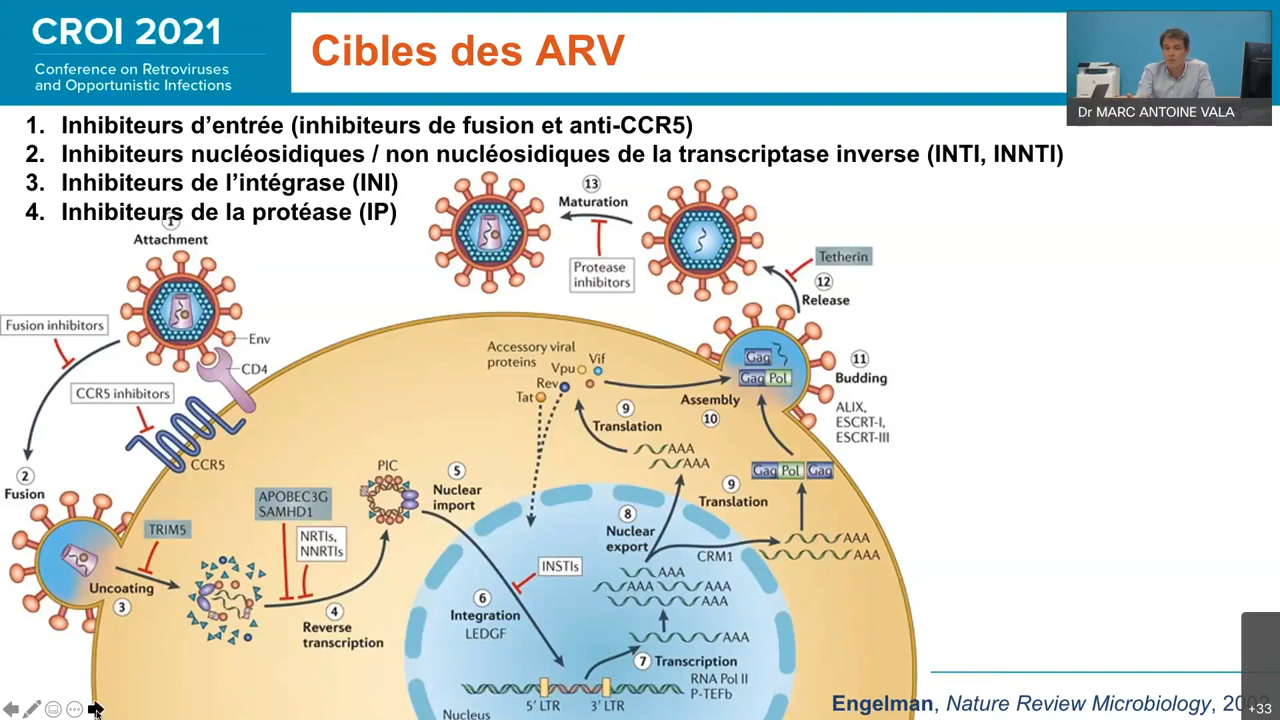 CROI 2021
Conference on Retroviruses
and Opportunistic Infections
Cibles des ARV
Dr MARC ANTOINE VALA
1. Inhibiteurs d’entrée (inhibiteurs de fusion et anti-CCR5)
2. Inhibiteurs nucléosidiques / non nucléosidiques de la transcriptase inverse (INTI, INNTI)
3. Inhibiteurs de l’intégrase (INI)
4. Inhibiteurs de la protéase (IP)
1
Attachment
13
Maturation
Protease
inhibitors
Tetherin
12
Release
Fusion inhibitors
Env
CD4
CCR5 inhibitors
CCR5
2
Fusion
Accessory viral
proteins
Vpu
Vif
Rev
Tat
Gag
Gag Pol
11
Budding
ALIX,
ESCRT-I,
ESCRT-III
Assembly
10
9
Translation
AAA
AAA
Gag Pol Gag
9
Translation
PIC
5
Nuclear
import
APOBEC3G
SAMHD1
NRTIs,
NNRTIs
TRIM5
Uncoating
3
4
Reverse
transcription
8
Nuclear
export
CRM1
AAA
AAA
INSTIs
6
Integration
LEDGF
AAA
AAA AAA
AAA
AAA
7 Transcription
RNA Pol II
P-TEFb
5' LTR
3' LTR
Nucleus
Engelman, Nature Review Microbiology,
+33